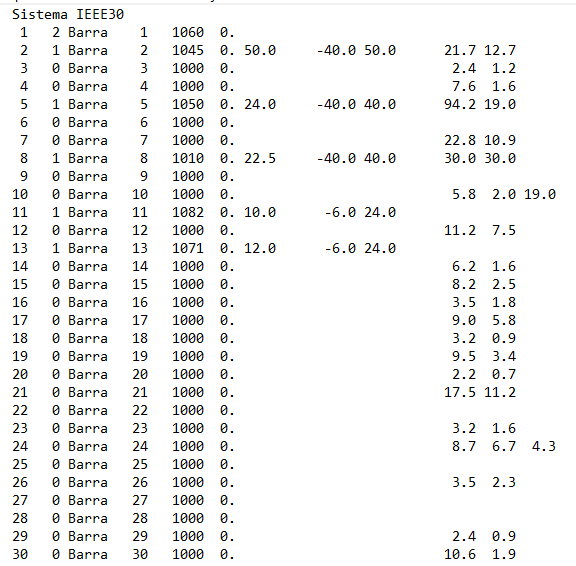 Sistema IEEE30
1 2 Barra 1 1060 0.
2 1 Barra 2 1045 0. 50.0 -40.0 50.0 21.7 12.7
3 0 Barra 3 1000 0. 2.4 1.2
4 0 Barra 4 1000 0. 7.6 1.6
5 1 Barra 5 1050 0. 24.0 -40.0 40.0 94.2 19.0
6 0 Barra 6 1000 0.
7 0 Barra 7 1000 0. 22.8 10.9
8 1 Barra 8 1010 0. 22.5 -40.0 40.0 30.0 30.0
9 0 Barra 9 1000 0.
10 0 Barra 10 1000 0. 5.8 2.0 19.0
11 1 Barra 11 1082 0. 10.0 -6.0 24.0
12 0 Barra 12 1000 0. 11.2 7.5
13 1 Barra 13 1071 0. 12.0 -6.0 24.0
14 0 Barra 14 1000 0. 6.2 1.6
15 0 Barra 15 1000 0. 8.2 2.5
16 0 Barra 16 1000 0. 3.5 1.8
17 0 Barra 17 1000 0. 9.0 5.8
18 0 Barra 18 1000 0. 3.2 0.9
19 0 Barra 19 1000 0. 9.5 3.4
20 0 Barra 20 1000 0. 2.2 0.7
21 0 Barra 21 1000 0. 17.5 11.2
22 0 Barra 22 1000 0.
23 0 Barra 23 1000 0. 3.2 1.6
24 0 Barra 24 1000 0. 8.7 6.7 4.3
25 0 Barra 25 1000 0.
26 0 Barra 26 1000 0. 3.5 2.3
27 0 Barra 27 1000 0.
28 0 Barra 28 1000 0.
29 0 Barra 29 1000 0. 2.4 0.9
30 0 Barra 30 1000 0. 10.6 1.9